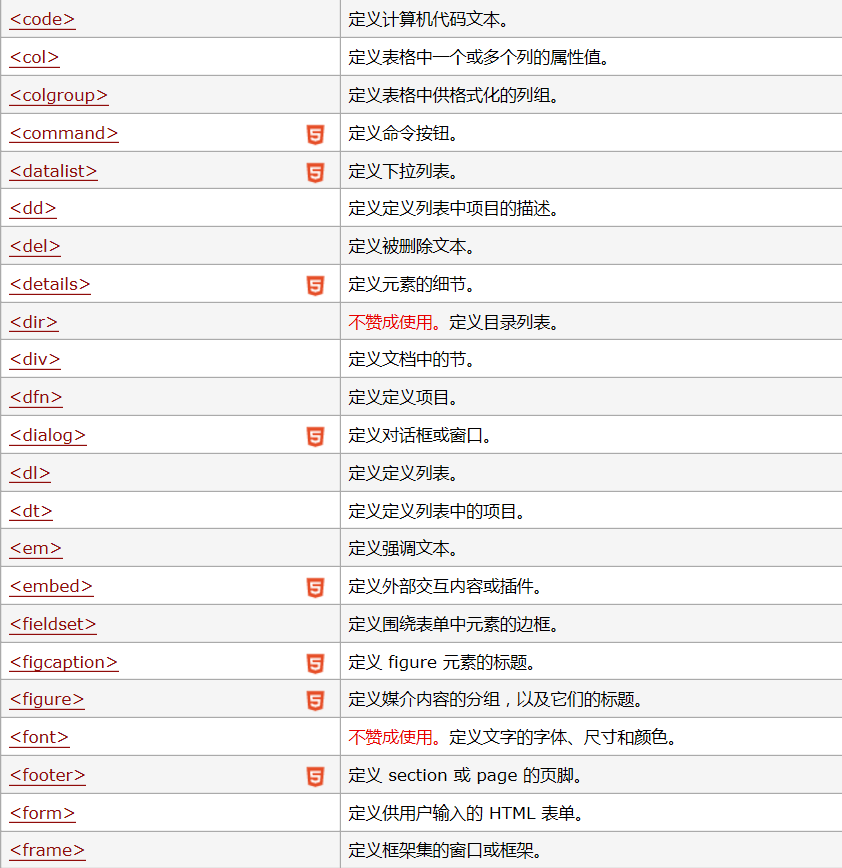 <code> 定义计算机代码文本。
<col> 定义表格中一个或多个列的属性值。
<colgroup> 定义表格中供格式化的列组。
<command> 5 定义命令按钮。
<datalist> 5 定义下拉列表。
<dd> 定义定义列表中项目的描述。
<del> 定义被删除文本。
<details> 5 定义元素的细节。
<dir> 不赞成使用。定义目录列表。
<div> 定义文档中的节。
<dfn> 定义定义项目。
<dialog> 5 定义对话框或窗口。
<dl> 定义定义列表。
<dt> 定义定义列表中的项目。
<em> 定义强调文本。
<embed> 5 定义外部交互内容或插件。
<fieldset> 定义围绕表单中元素的边框。
<figcaption> 5 定义 figure 元素的标题。
<figure> 5 定义媒介内容的分组，以及它们的标题。
<font> 不赞成使用。定义文字的字体、尺寸和颜色。
<footer> 5 定义 section 或 page 的页脚。
<form> 定义供用户输入的 HTML 表单。
<frame> 定义框架集的窗口或框架。